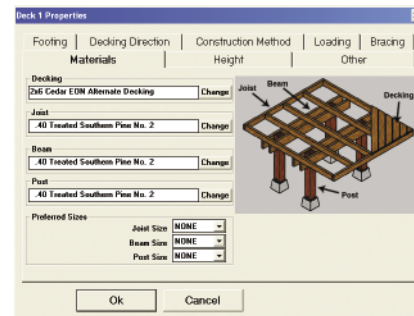 Deck 1 Properties
Footing Decking Direction Construction Method Loading Bracing
Materials Height Other
Decking
2x6 Cedar EON Alternate Decking Change
Joist
.40 Treated Southern Pine No. 2 Change
Beam
.40 Treated Southern Pine No. 2 Change
Post
.40 Treated Southern Pine No. 2 Change
Preferred Sizes
Joist Size NONE
Beam Size NONE
Post Size NONE
Joist
Beam
Decking
Post
Ok Cancel